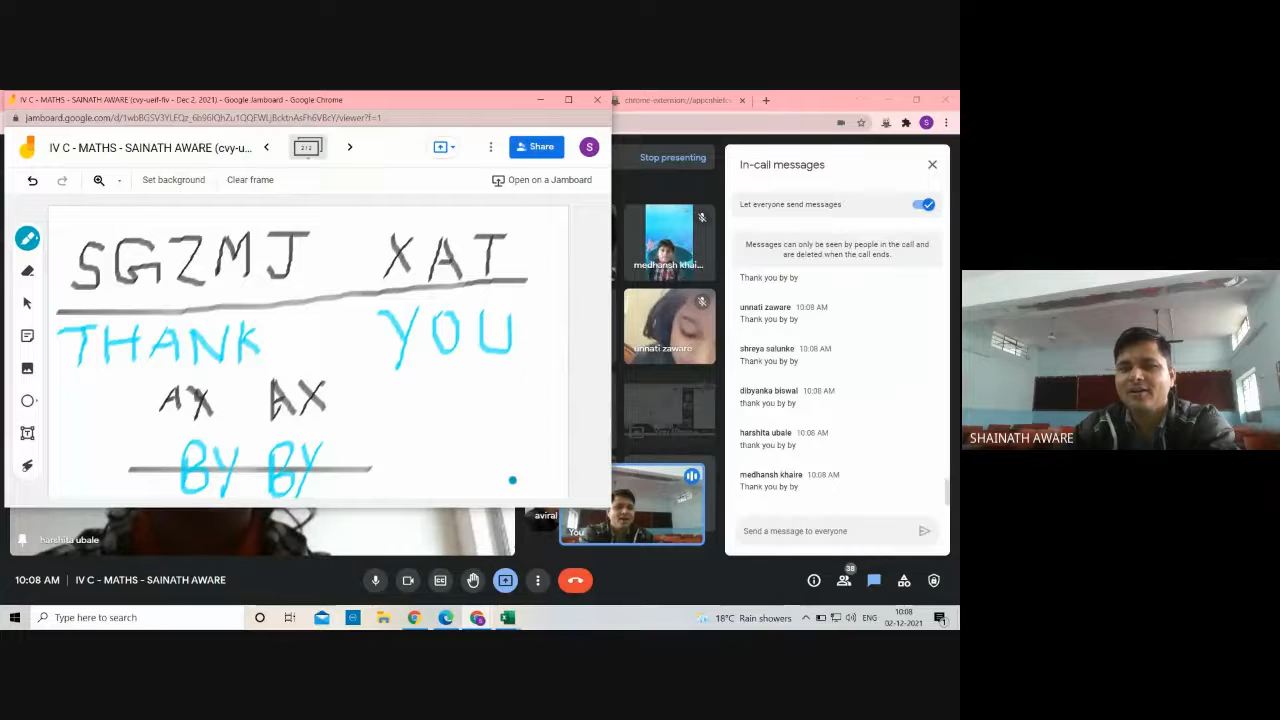 IV C - MATHS - SAINATH AWARE (cvy-ueif-fiv - Dec 2, 2021) - Google Jamboard - Google Chrome
IV C - MATHS - SAINATH AWARE (cvy-u...
2 / 2
Share
S
Set background
Clear frame
Open on a Jamboard
SGZMJ XAT
THANK YOU
AX AX
BY BY
S
Stop presenting
medhansh khai...
unnati zaware
aviral
You
harshita ubale
In-call messages
Let everyone send messages
Messages can only be seen by people in the call and
are deleted when the call ends.
Thank you by by
unnati zaware 10:08 AM
Thank you by by
shreya salunke 10:08 AM
Thank you by by
dibyanka biswal 10:08 AM
thank you by by
harshita ubale 10:08 AM
thank you by by
medhansh khaire 10:08 AM
Thank you by by
Send a message to everyone
SHAINATH AWARE
10:08 AM | IV C - MATHS - SAINATH AWARE
38
Type here to search
18°C Rain showers
ENG
10:08
02-12-2021
1